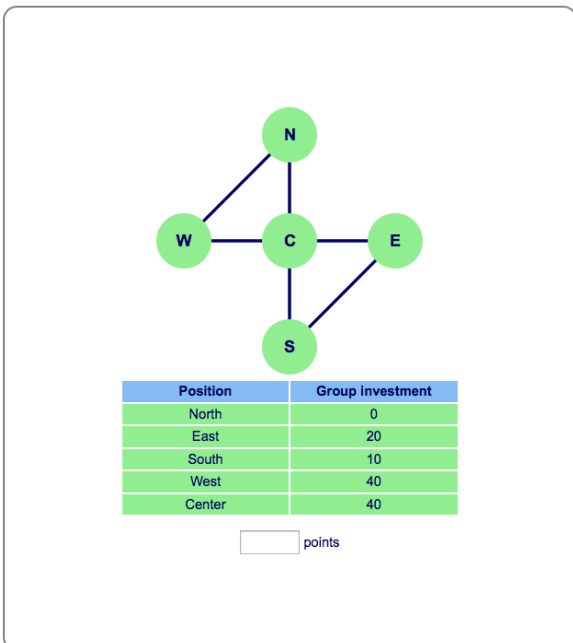 N
W C E
S
Position Group investment
North 0
East 20
South 10
West 40
Center 40
points